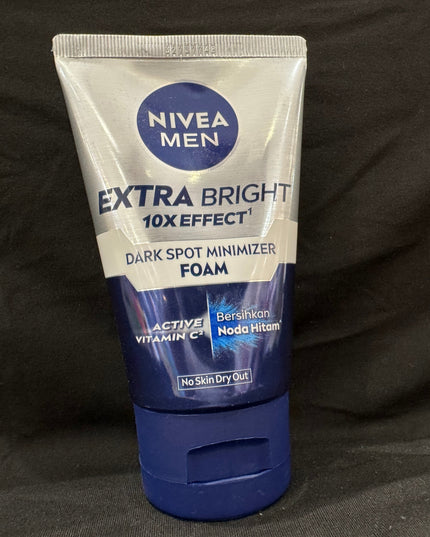 NIVEA
MEN
EXTRA BRIGHT
10X EFFECT¹
DARK SPOT MINIMIZER
FOAM
ACTIVE
VITAMIN C²
Bersihkan
Noda Hitam*
No Skin Dry Out